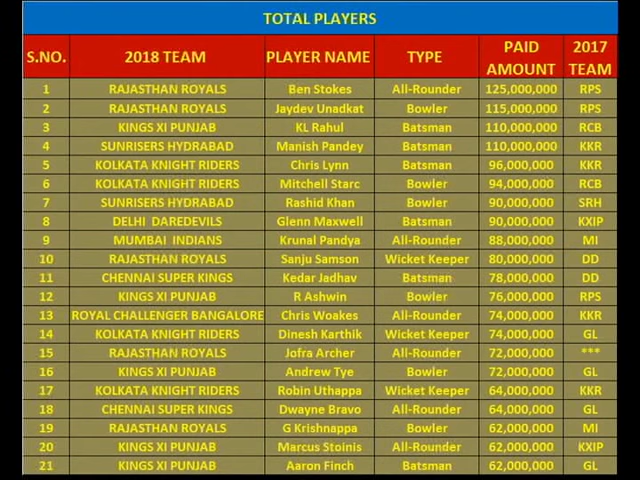 TOTAL PLAYERS
S.NO. 2018 TEAM PLAYER NAME TYPE PAID AMOUNT 2017 TEAM
1 RAJASTHAN ROYALS Ben Stokes All-Rounder 125,000,000 RPS
2 RAJASTHAN ROYALS Jaydev Unadkat Bowler 115,000,000 RPS
3 KINGS XI PUNJAB KL Rahul Batsman 110,000,000 RCB
4 SUNRISERS HYDRABAD Manish Pandey Batsman 110,000,000 KKR
5 KOLKATA KNIGHT RIDERS Chris Lynn Batsman 96,000,000 KKR
6 KOLKATA KNIGHT RIDERS Mitchell Starc Bowler 94,000,000 RCB
7 SUNRISERS HYDRABAD Rashid Khan Bowler 90,000,000 SRH
8 DELHI DAREDEVILS Glenn Maxwell Batsman 90,000,000 KXIP
9 MUMBAI INDIANS Krunal Pandya All-Rounder 88,000,000 MI
10 RAJASTHAN ROYALS Sanju Samson Wicket Keeper 80,000,000 DD
11 CHENNAI SUPER KINGS Kedar Jadhav Batsman 78,000,000 DD
12 KINGS XI PUNJAB R Ashwin Bowler 76,000,000 RPS
13 ROYAL CHALLENGER BANGALORE Chris Woakes All-Rounder 74,000,000 KKR
14 KOLKATA KNIGHT RIDERS Dinesh Karthik Wicket Keeper 74,000,000 GL
15 RAJASTHAN ROYALS Jofra Archer All-Rounder 72,000,000 ***
16 KINGS XI PUNJAB Andrew Tye Bowler 72,000,000 GL
17 KOLKATA KNIGHT RIDERS Robin Uthappa Wicket Keeper 64,000,000 KKR
18 CHENNAI SUPER KINGS Dwayne Bravo All-Rounder 64,000,000 GL
19 RAJASTHAN ROYALS G Krishnappa Bowler 62,000,000 MI
20 KINGS XI PUNJAB Marcus Stoinis All-Rounder 62,000,000 KXIP
21 KINGS XI PUNJAB Aaron Finch Batsman 62,000,000 GL